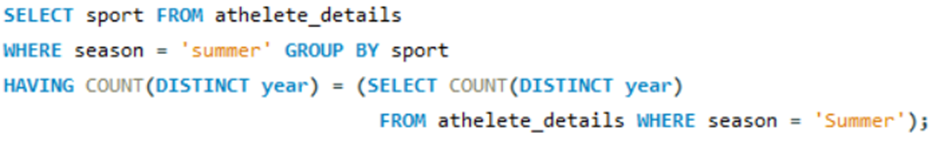 SELECT sport FROM athelete_details
WHERE season = 'summer' GROUP BY sport
HAVING COUNT(DISTINCT year) = (SELECT COUNT(DISTINCT year)
FROM athelete_details WHERE season = 'Summer');